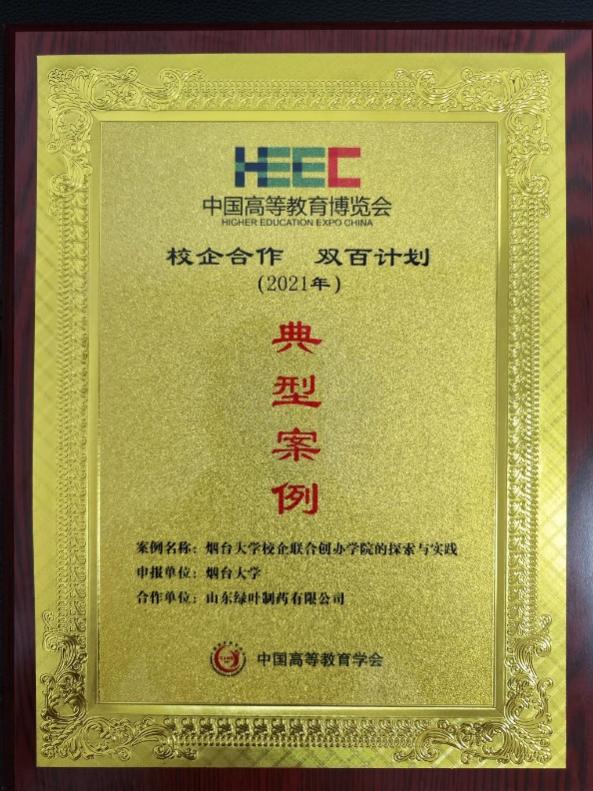 HEEC
中国高等教育博览会
HIGHER EDUCATION EXPO CHINA
校企合作 双百计划
(2021年)
典型案例
案例名称：烟台大学校企联合创办学院的探索与实践
申报单位：烟台大学
合作单位：山东绿叶制药有限公司
中国高等教育学会